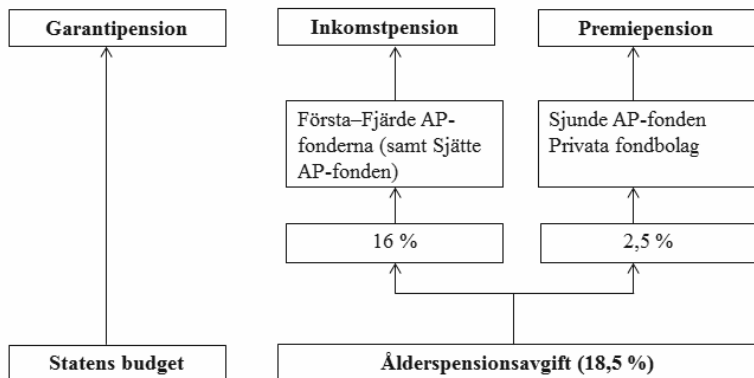 Garantipension
Inkomstpension
Premiepension
Första–Fjärde AP-
fonderna (samt Sjätte
AP-fonden)
Sjunde AP-fonden
Privata fondbolag
16 %
2,5 %
Statens budget
Ålderspensionsavgift (18,5 %)